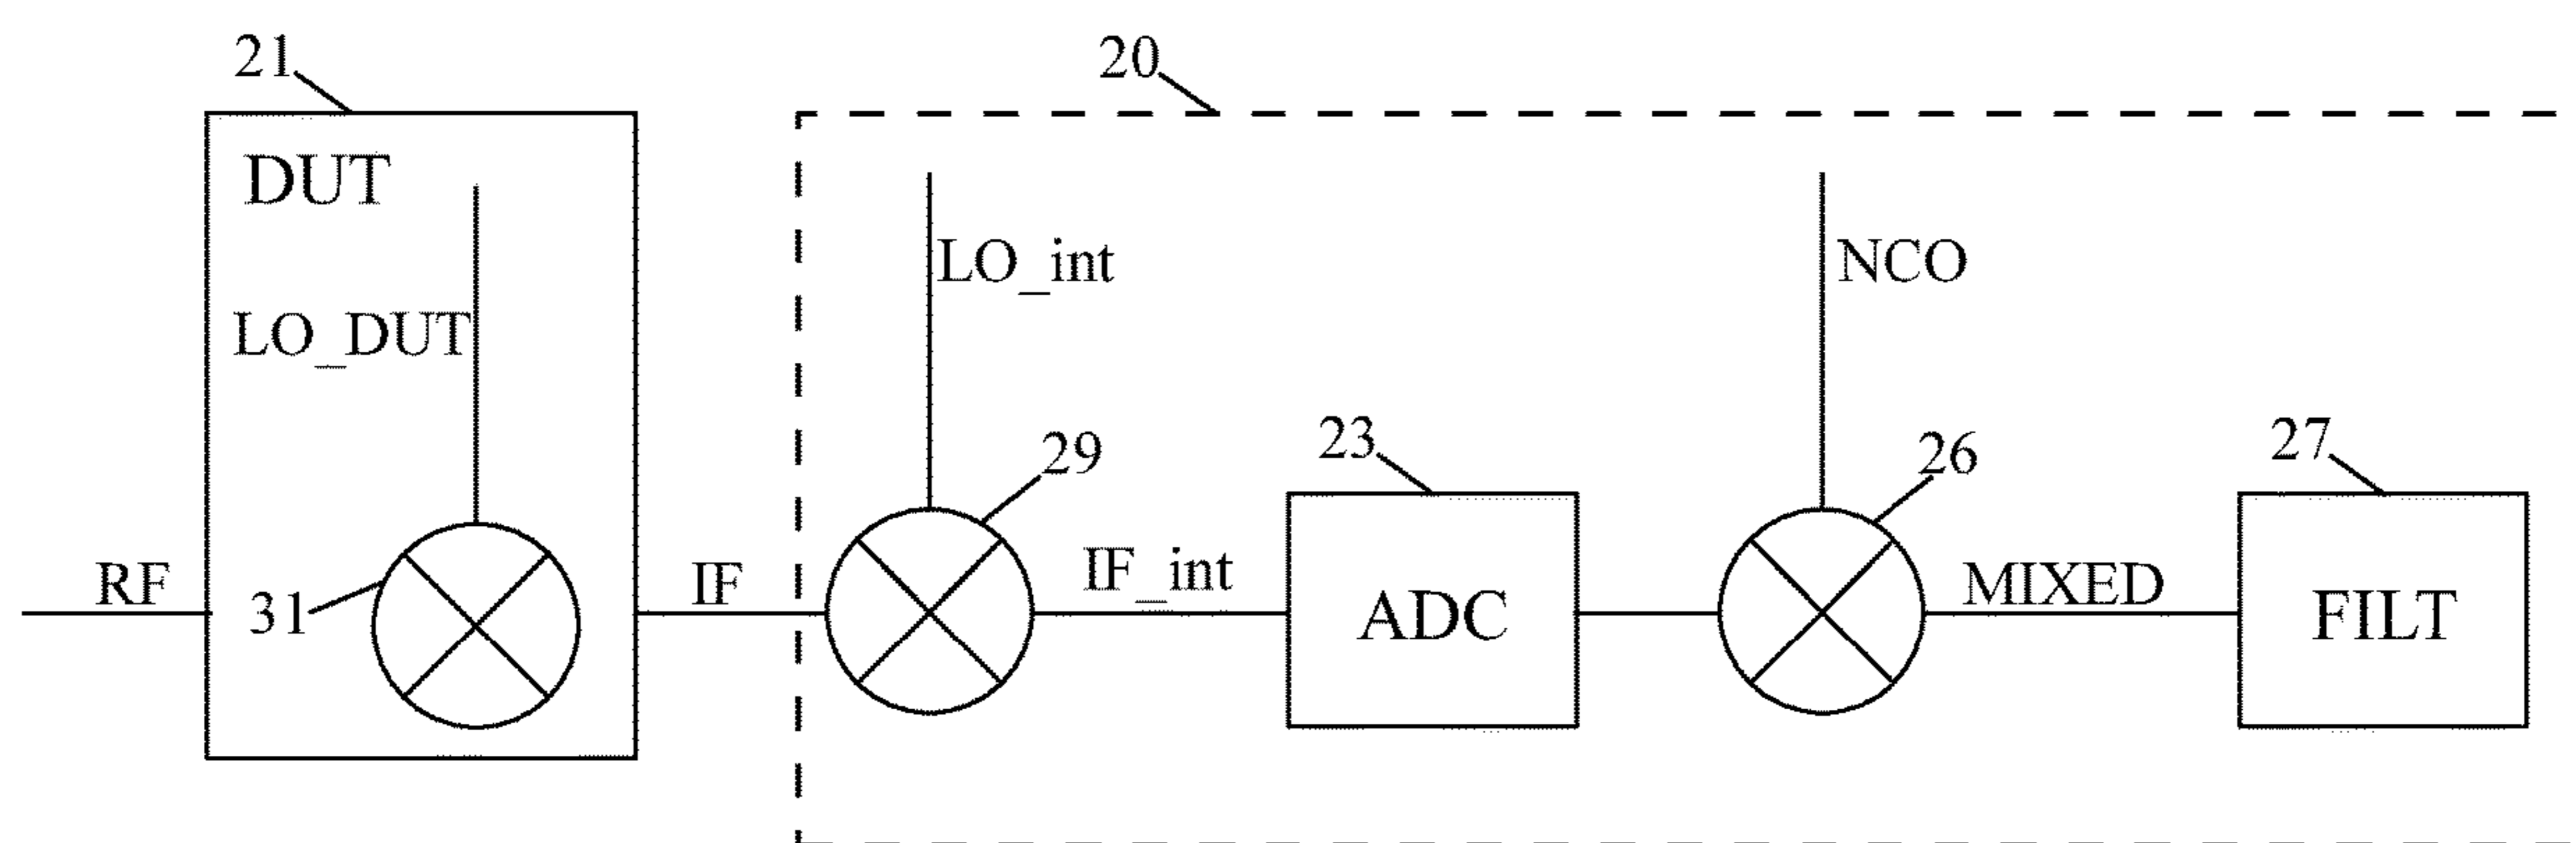 21
20
DUT
LO_int
NCO
LO_DUT
29
23
26
27
RF
31
IF
IF_int
ADC
MIXED
FILT